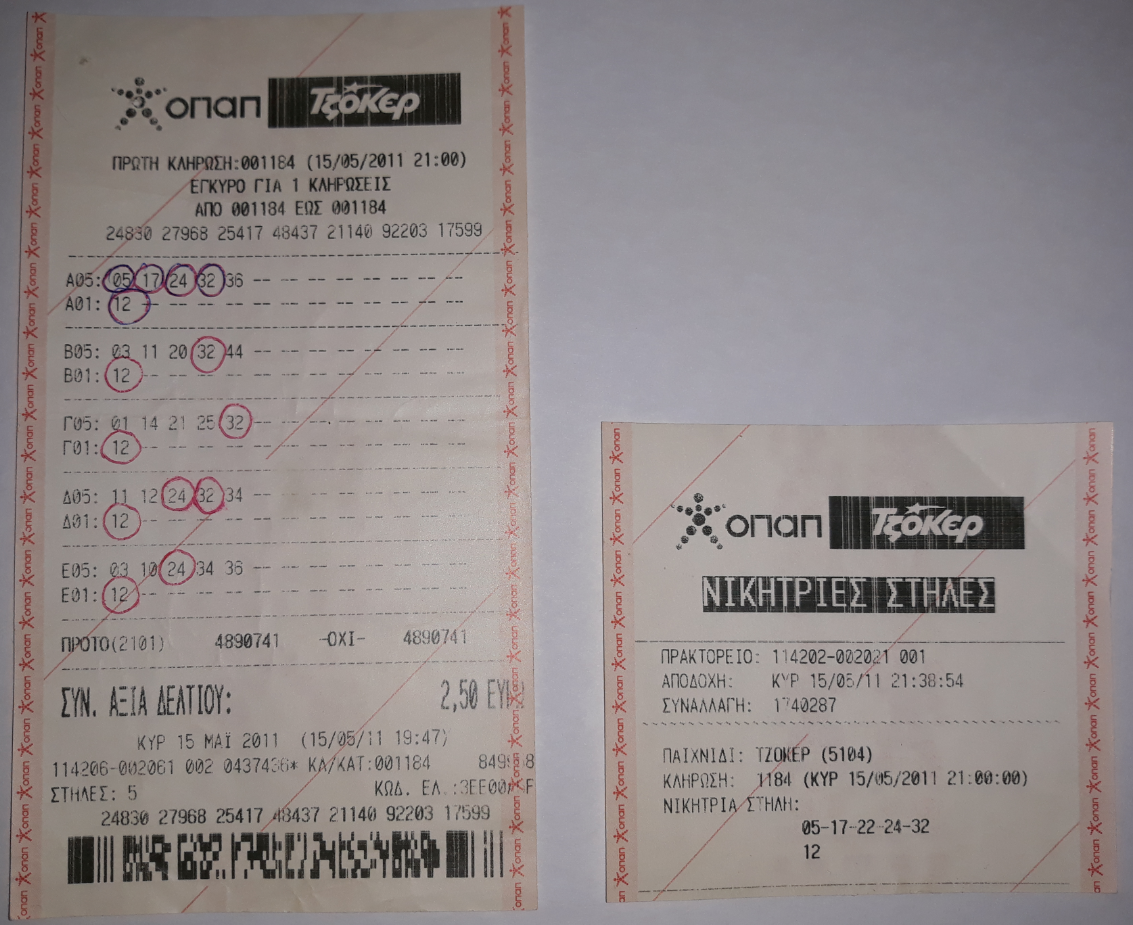 οπαπ Τζόκερ
ΠΡΩΤΗ ΚΛΗΡΩΣΗ:001184 (15/05/2011 21:00)
ΕΓΚΥΡΟ ΓΙΑ 1 ΚΛΗΡΩΣΕΙΣ
ΑΠΟ 001184 ΕΩΣ 001184
24830 27968 25417 48437 21140 92203 17599
Α05: 05 17 24 32 36 -- -- -- -- -- -- --
Α01: 12 -- -- -- -- -- -- -- -- -- -- --
Β05: 03 11 20 32 44 -- -- -- -- -- -- --
Β01: 12 -- -- -- -- -- -- -- -- -- -- --
Γ05: 01 14 21 25 32 -- -- -- -- -- -- --
Γ01: 12 -- -- -- -- -- -- -- -- -- -- --
Δ05: 11 12 24 32 34 -- -- -- -- -- -- --
Δ01: 12 -- -- -- -- -- -- -- -- -- -- --
Ε05: 03 10 24 34 36 -- -- -- -- -- -- --
Ε01: 12 -- -- -- -- -- -- -- -- -- -- --
ΠΡΟΤΟ(2101) 4890741 -ΟΧΙ- 4890741
ΣΥΝ. ΑΞΙΑ ΔΕΛΤΙΟΥ: 2,50 ΕΥΡΩ
ΚΥΡ 15 ΜΑΪ 2011 (15/05/11 19:47)
114206-002061 002 0437436* ΚΛ/ΚΑΤ:001184
ΣΤΗΛΕΣ: 5 ΚΩΔ. ΕΛ.:
24830 27968 25417 48437 21140 92203 17599
οπαπ Τζόκερ
ΝΙΚΗΤΡΙΕΣ ΣΤΗΛΕΣ
ΠΡΑΚΤΟΡΕΙΟ: 114202-002021 001
ΑΠΟΔΟΧΗ: ΚΥΡ 15/05/11 21:38:54
ΣΥΝΑΛΛΑΓΗ: 1740287
ΠΑΙΧΝΙΔΙ: ΤΖΟΚΕΡ (5104)
ΚΛΗΡΩΣΗ: 1184 (ΚΥΡ 15/05/2011 21:00:00)
ΝΙΚΗΤΡΙΑ ΣΤΗΛΗ:
05-17-22-24-32
12